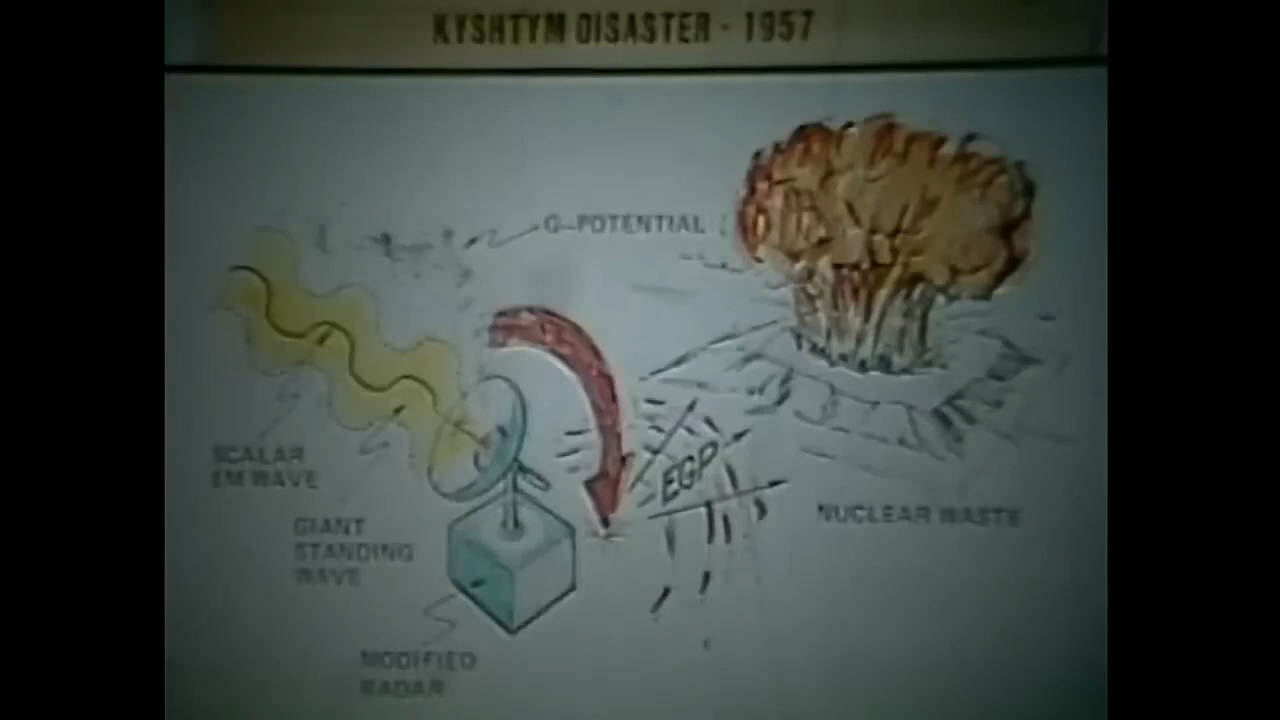 KYSHTYM DISASTER - 1957
G-POTENTIAL
SCALAR
EM WAVE
GIANT
STANDING
WAVE
EGP
NUCLEAR WASTE
MODIFIED
RADAR